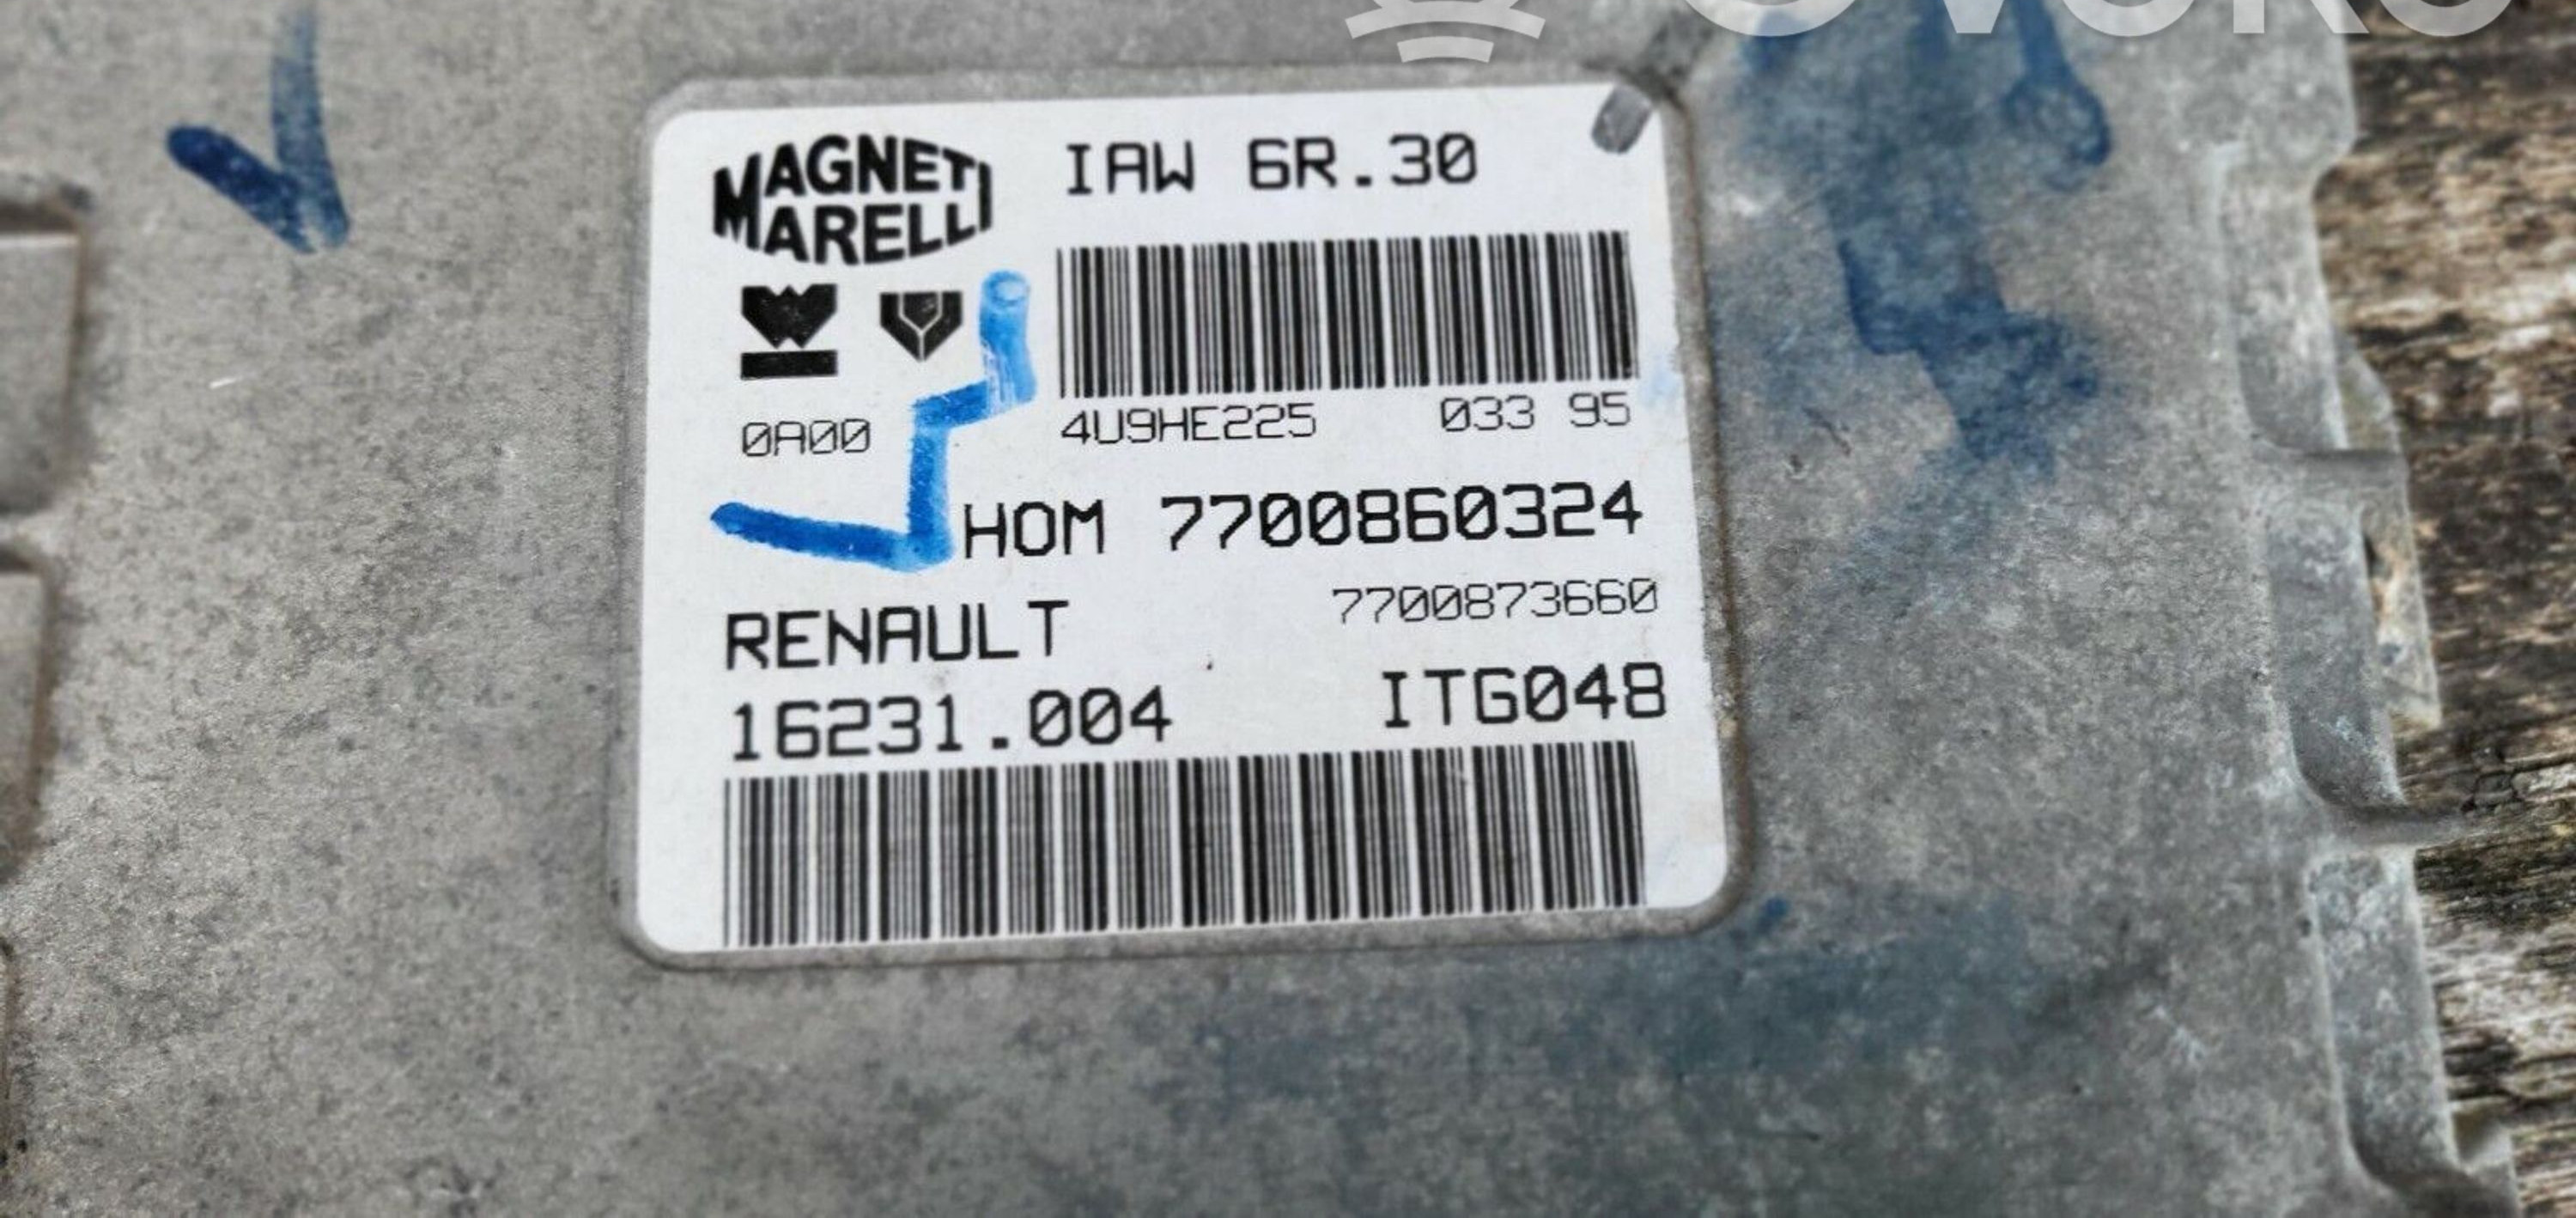 MAGNETI
MARELLI
IAW 6R.30
0A00
4U9HE225 033 95
HOM 7700860324
7700873660
RENAULT
16231.004 ITG048